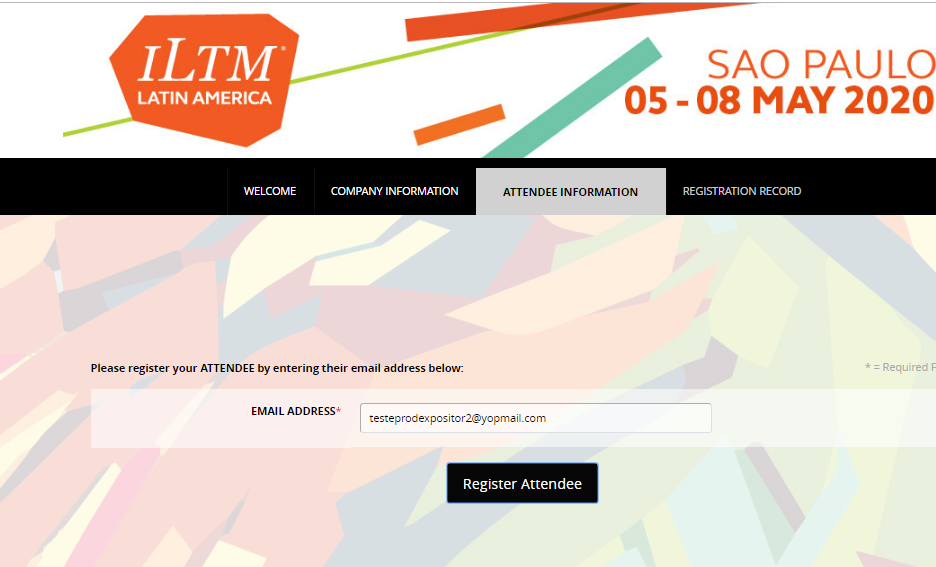 iLTM®
LATIN AMERICA
SAO PAULO
05 - 08 MAY 2020
WELCOME
COMPANY INFORMATION
ATTENDEE INFORMATION
REGISTRATION RECORD
Please register your ATTENDEE by entering their email address below:
* = Required F
EMAIL ADDRESS*
testeprodexpositor2@yopmail.com
Register Attendee